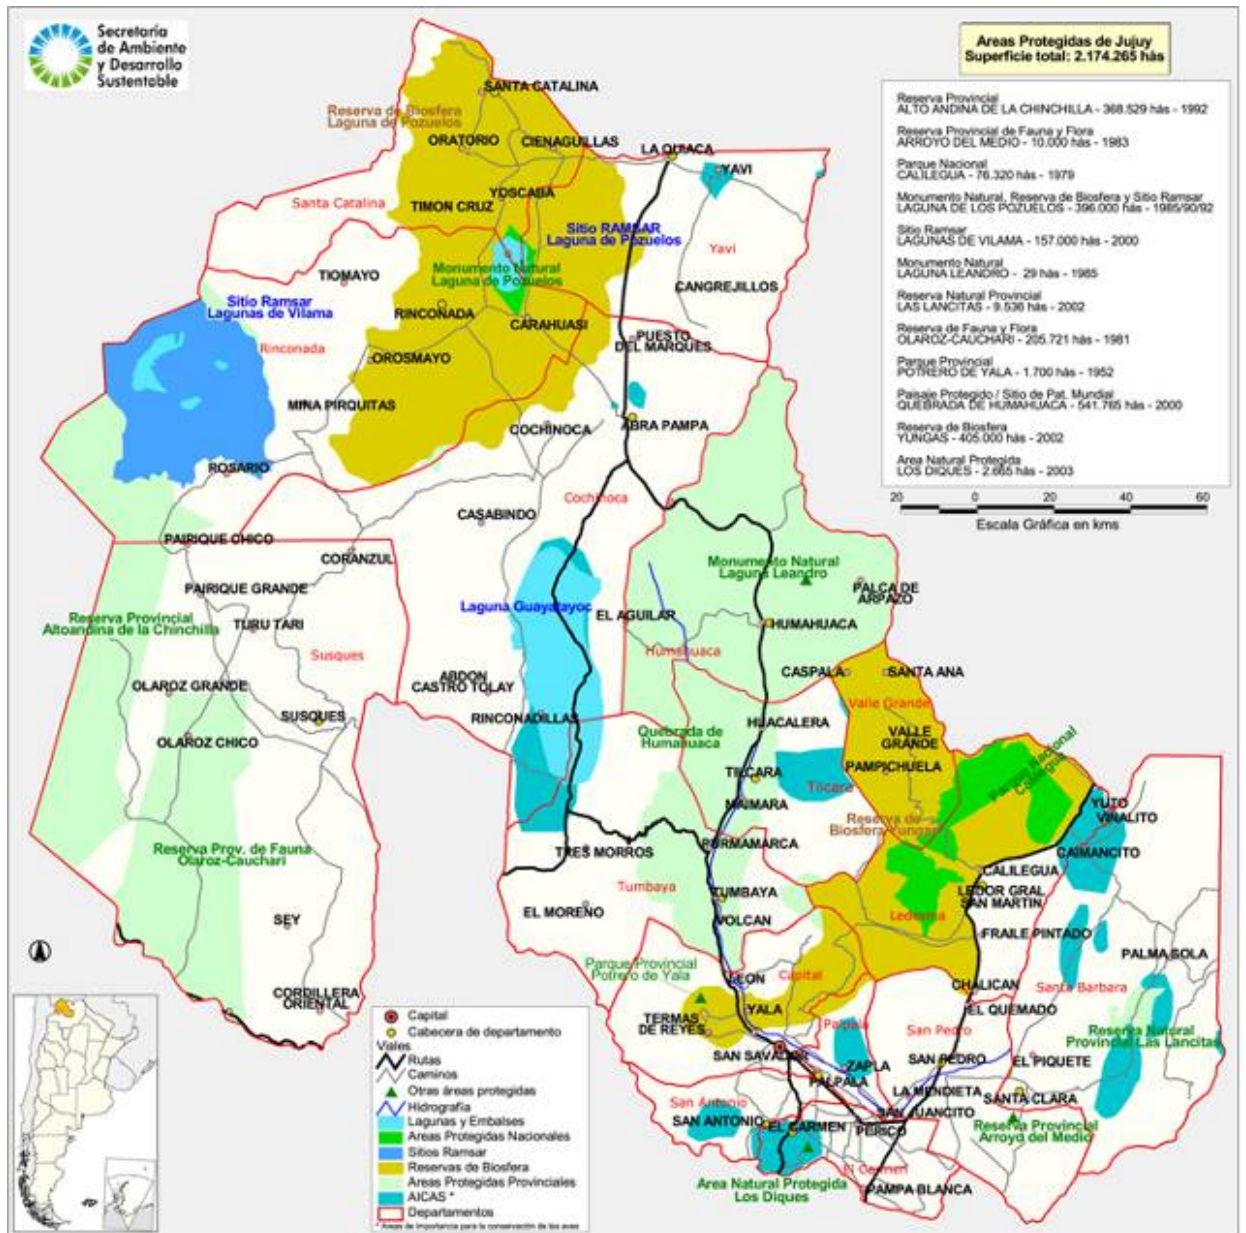 Secretaría
de Ambiente
y Desarrollo
Sustentable
Areas Protegidas de Jujuy
Superficie total: 2.174.265 hás
Reserva Provincial
ALTO ANDINA DE LA CHINCHILLA - 368.529 hás - 1992
Reserva Provincial de Fauna y Flora
ARROYO DEL MEDIO - 10.000 hás - 1983
Parque Nacional
CALILEGUA - 76.320 hás - 1979
Monumento Natural, Reserva de Biosfera y Sitio Ramsar
LAGUNA DE LOS POZUELOS - 396.000 hás - 1985/90/92
Sitio Ramsar
LAGUNAS DE VILAMA - 157.000 hás - 2000
Monumento Natural
LAGUNA LEANDRO - 29 hás - 1985
Reserva Natural Provincial
LAS LANCITAS - 9.536 hás - 2002
Reserva de Fauna y Flora
OLAROZ-CAUCHARI - 205.721 hás - 1981
Parque Provincial
POTRERO DE YALA - 1.700 hás - 1952
Paisaje Protegido / Sitio de Pat. Mundial
QUEBRADA DE HUMAHUACA - 541.765 hás - 2000
Reserva de Biosfera
YUNGAS - 405.000 hás - 2002
Area Natural Protegida
LOS DIQUES - 2.665 hás - 2003
20 0 20 40 60
Escala Gráfica en kms
SANTA CATALINA
Reserva de Biosfera
Laguna de Pozuelos
ORATORIO
CIENAGUILLAS
LA QUIACA
YAVI
YOSCABA
Santa Catalina
TIMON CRUZ
Sitio RAMSAR
Laguna de Pozuelos
Yavi
TIOMAYO
Monumento Natural
Laguna de Pozuelos
CANGREJILLOS
Sitio Ramsar
Lagunas de Vilama
RINCONADA
CARAHUASI
Rinconada
PUESTO
DEL MARQUES
OROSMAYO
MINA PIRQUITAS
COCHINOCA
ABRA PAMPA
ROSARIO
Cochinoca
CASABINDO
PAIRIQUE CHICO
CORANZUL
Monumento Natural
Laguna Leandro
PALCA DE
ARPAZO
PAIRIQUE GRANDE
Reserva Provincial
Altoandina de la Chinchilla
TURU TARI
Laguna Guayatayoc
EL AGUILAR
HUMAHUACA
Susques
Humahuaca
CASPALA
SANTA ANA
ABDON
CASTRO TOLAY
OLAROZ GRANDE
Valle Grande
SUSQUES
RINCONADILLAS
HUACALERA
Quebrada de
Humahuaca
VALLE
GRANDE
OLAROZ CHICO
Parque Nacional
Calilegua
TILCARA
PAMPICHUELA
Tilcara
MAIMARA
YUTO
VINALITO
Reserva de
Biosfera Yungas
Reserva Prov. de Fauna
Olaroz-Cauchari
TRES MORROS
PURMAMARCA
CAIMANCITO
CALILEGUA
Tumbaya
TUMBAYA
LEDOR GRAL
SAN MARTIN
EL MORENO
VOLCAN
Ledesma
SEY
FRAILE PINTADO
PALMA SOLA
Parque Provincial
Potrero de Yala
LEON
Capital
CHALICAN
Santa Barbara
CORDILLERA
ORIENTAL
EL QUEMADO
TERMAS
DE REYES
YALA
Palpala
San Pedro
Reserva Natural
Provincial Las Lancitas
SAN SAVADOR
ZAPLA
SAN PEDRO
EL PIQUETE
PALPALA
LA MENDIETA
SANTA CLARA
San Antonio
SAN JUANCITO
SAN ANTONIO
EL CARMEN
PERICO
Reserva Provincial
Arroyo del Medio
El Carmen
Area Natural Protegida
Los Diques
PAMPA BLANCA
Capital
Cabecera de departamento
Viales
Rutas
Caminos
Otras áreas protegidas
Hidrografía
Lagunas y Embalses
Areas Protegidas Nacionales
Sitios Ramsar
Reservas de Biosfera
Areas Protegidas Provinciales
AICAS *
Departamentos
* Areas de importancia para la conservación de las aves